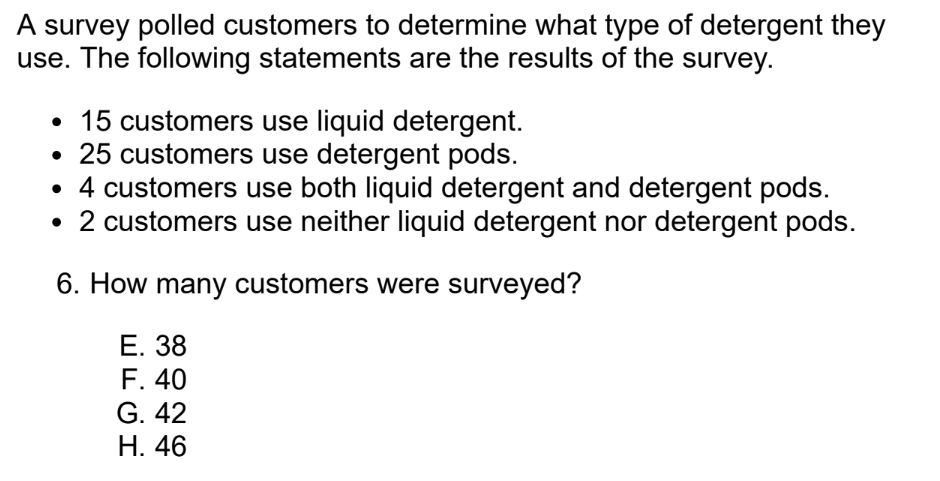 A survey polled customers to determine what type of detergent they
use. The following statements are the results of the survey.
• 15 customers use liquid detergent.
• 25 customers use detergent pods.
• 4 customers use both liquid detergent and detergent pods.
• 2 customers use neither liquid detergent nor detergent pods.
6. How many customers were surveyed?
E. 38
F. 40
G. 42
H. 46